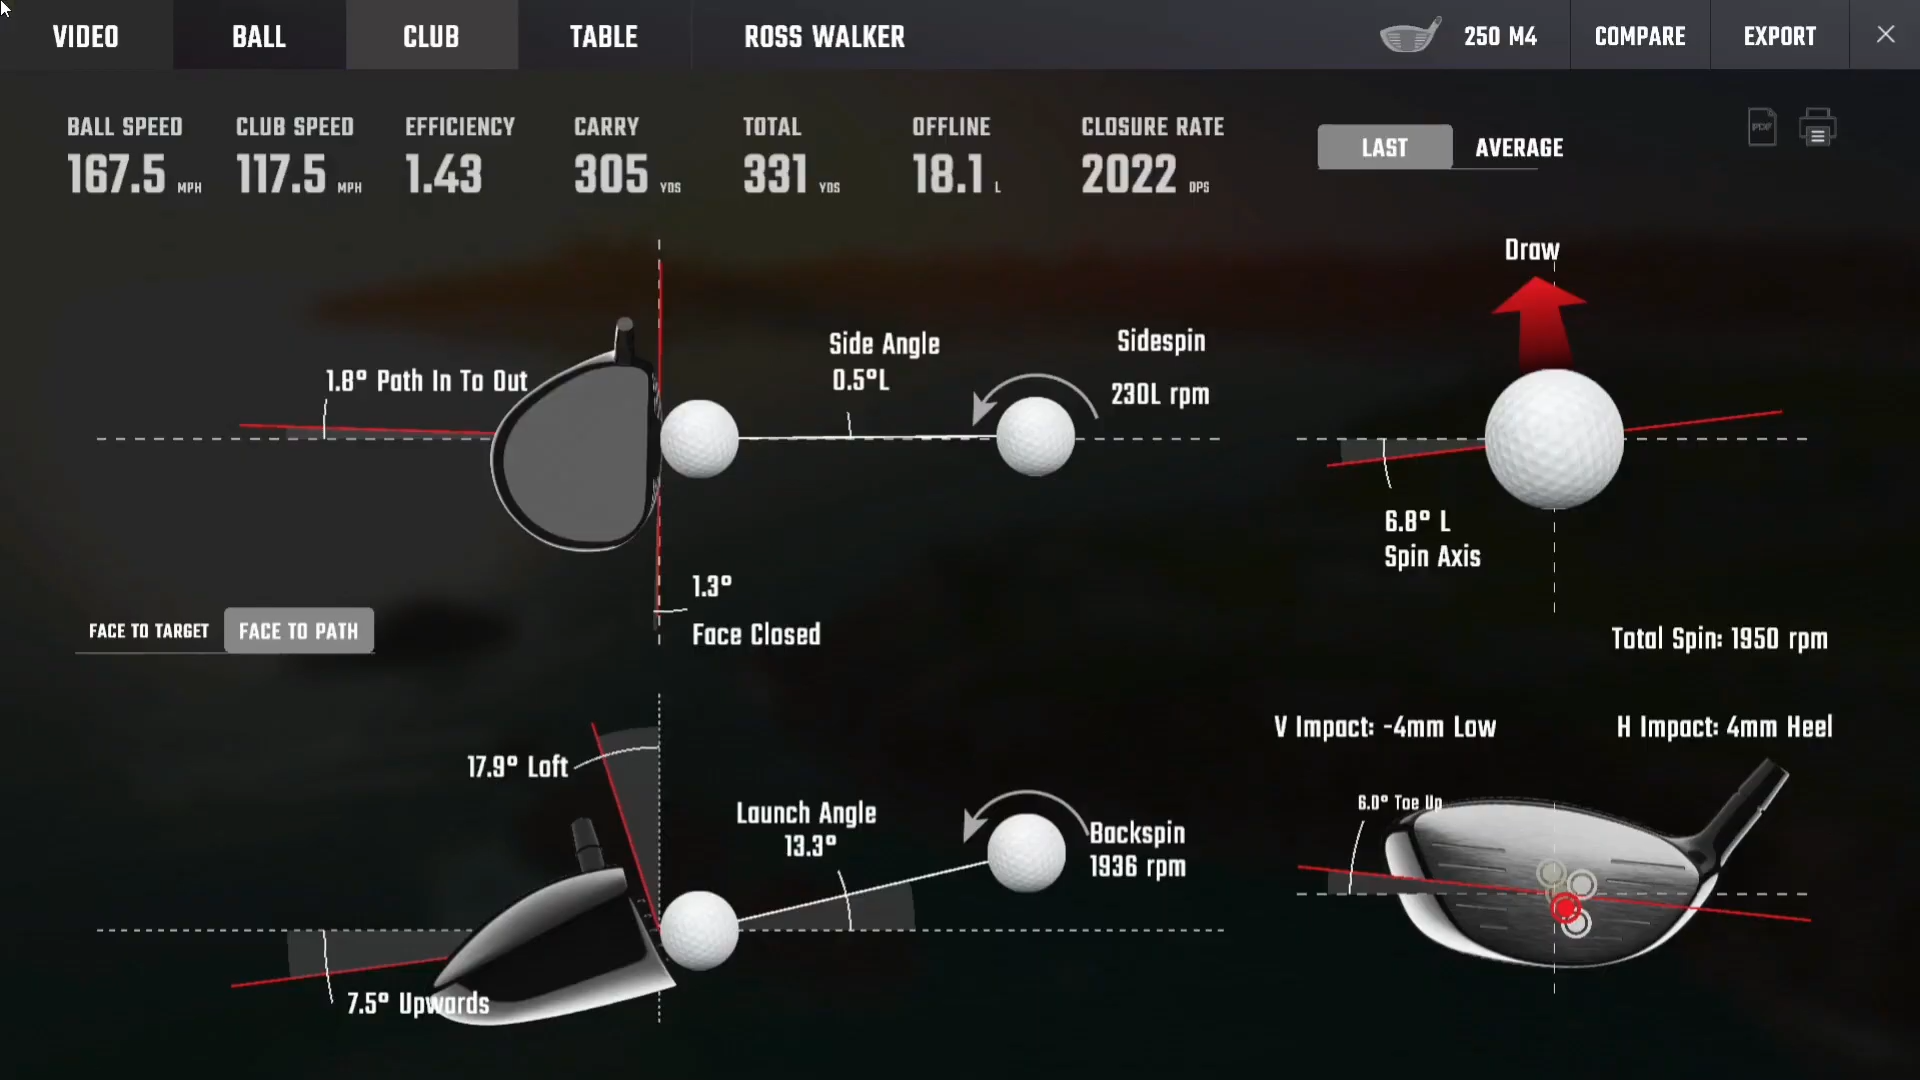 VIDEO
BALL
CLUB
TABLE
ROSS WALKER
250 M4
COMPARE
EXPORT
BALL SPEED
167.5 MPH
CLUB SPEED
117.5 MPH
EFFICIENCY
1.43
CARRY
305 YDS
TOTAL
331 YDS
OFFLINE
18.1 L
CLOSURE RATE
2022 DPS
LAST
AVERAGE
PDF
1.8° Path In To Out
Side Angle
0.5°L
Sidespin
230L rpm
Draw
6.8° L
Spin Axis
1.3°
Face Closed
FACE TO TARGET
FACE TO PATH
Total Spin: 1950 rpm
17.9° Loft
Launch Angle
13.3°
Backspin
1936 rpm
7.5° Upwards
V Impact: -4mm Low
H Impact: 4mm Heel
6.0° Toe Up